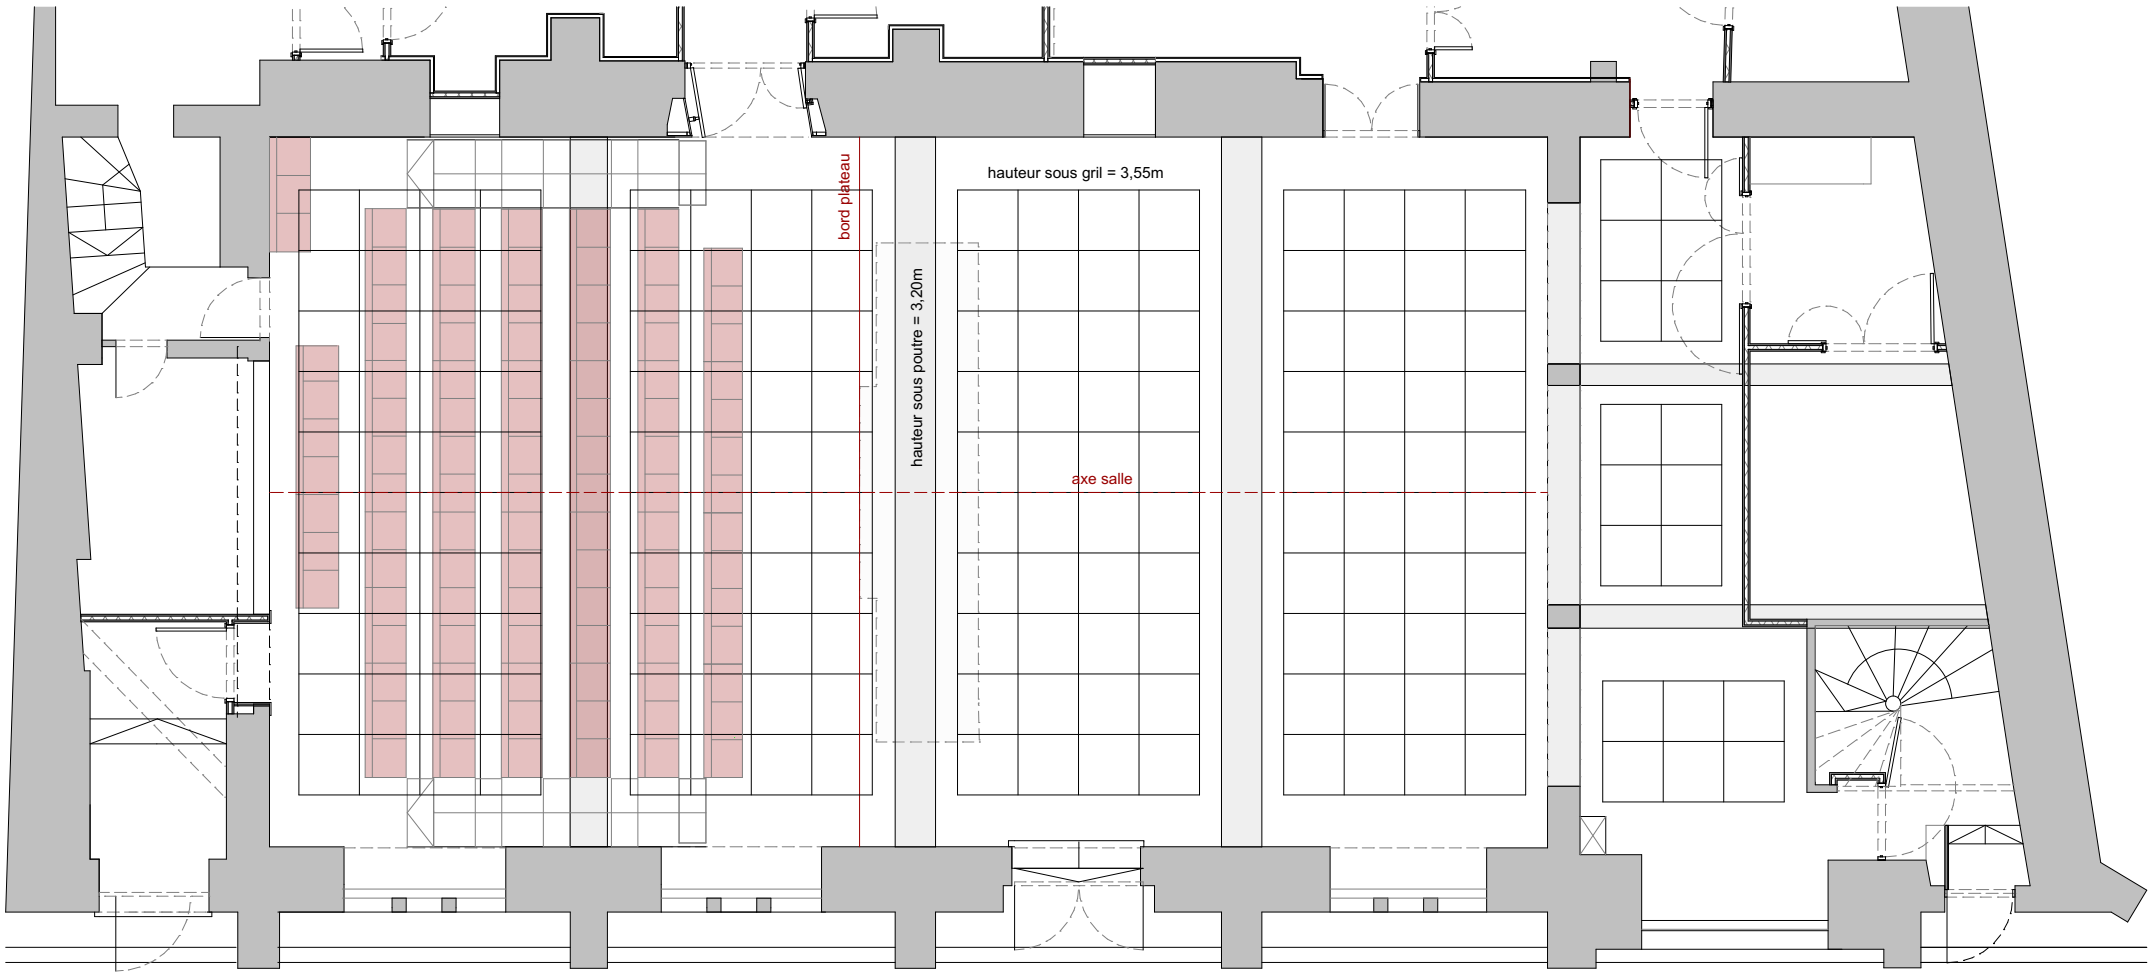 bord plateau
hauteur sous gril = 3,55m
hauteur sous poutre = 3,20m
axe salle